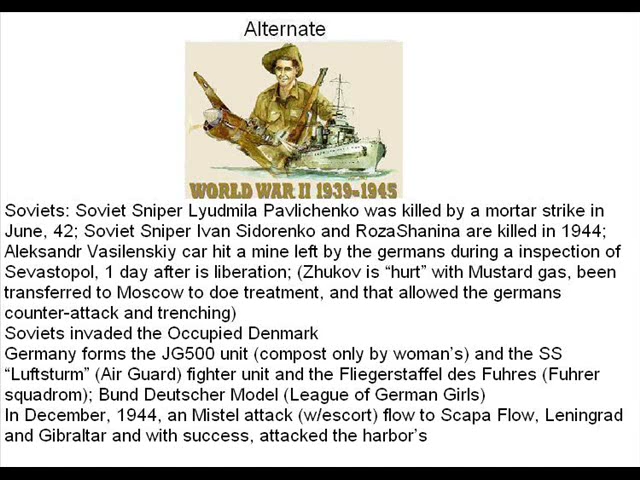 Alternate
WORLD WAR II 1939-1945
Soviets: Soviet Sniper Lyudmila Pavlichenko was killed by a mortar strike in
June, 42; Soviet Sniper Ivan Sidorenko and RozaShanina are killed in 1944;
Aleksandr Vasilenskiy car hit a mine left by the germans during a inspection of
Sevastopol, 1 day after is liberation; (Zhukov is “hurt” with Mustard gas, been
transferred to Moscow to doe treatment, and that allowed the germans
counter-attack and trenching)
Soviets invaded the Occupied Denmark
Germany forms the JG500 unit (compost only by woman’s) and the SS
“Luftsturm” (Air Guard) fighter unit and the Fliegerstaffel des Fuhres (Fuhrer
squadrom); Bund Deutscher Model (League of German Girls)
In December, 1944, an Mistel attack (w/escort) flow to Scapa Flow, Leningrad
and Gibraltar and with success, attacked the harbor’s